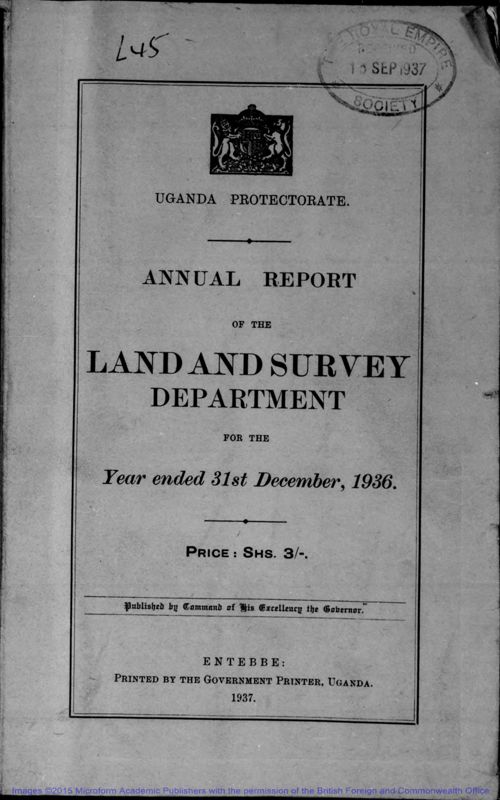 L45
THE ROYAL EMPIRE
RECEIVED
SEP 1937
SOCIETY
UGANDA PROTECTORATE.
ANNUAL REPORT
OF THE
LAND AND SURVEY
DEPARTMENT
FOR THE
Year ended 31st December, 1936.
PRICE: SHS. 3/-.
Published by Command of His Excellency the Governor.
ENTEBBE:
PRINTED BY THE GOVERNMENT PRINTER, UGANDA.
1937.
Images ©2015 Microform Academic Publishers with the permission of the British Foreign and Commonwealth Office